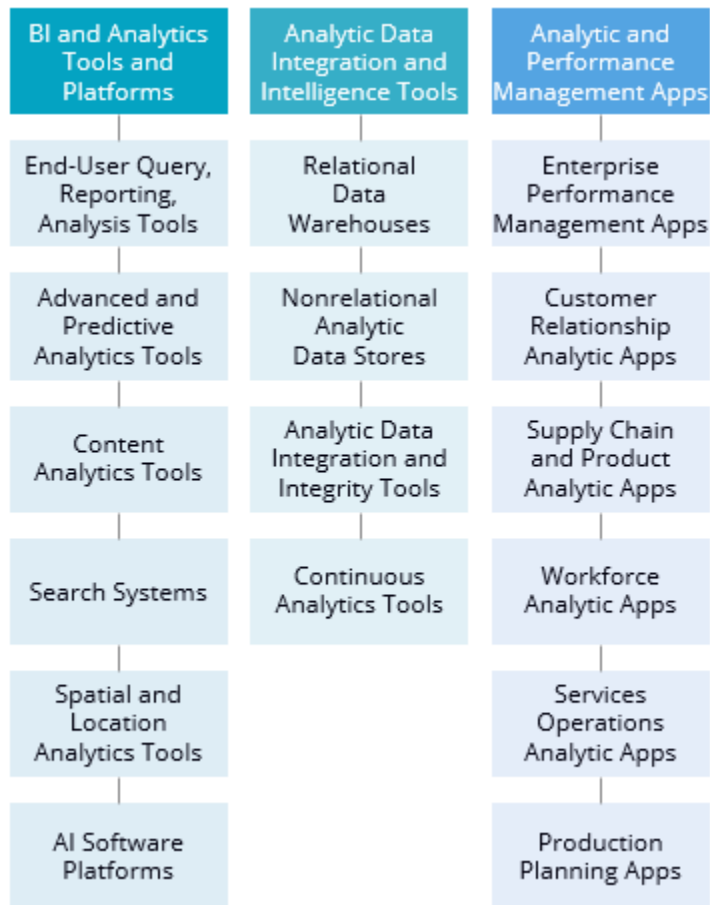 BI and Analytics
Tools and
Platforms
End-User Query,
Reporting,
Analysis Tools
Advanced and
Predictive
Analytics Tools
Content
Analytics Tools
Search Systems
Spatial and
Location
Analytics Tools
AI Software
Platforms
Analytic Data
Integration and
Intelligence Tools
Relational
Data
Warehouses
Nonrelational
Analytic
Data Stores
Analytic Data
Integration and
Integrity Tools
Continuous
Analytics Tools
Analytic and
Performance
Management Apps
Enterprise
Performance
Management Apps
Customer
Relationship
Analytic Apps
Supply Chain
and Product
Analytic Apps
Workforce
Analytic Apps
Services
Operations
Analytic Apps
Production
Planning Apps